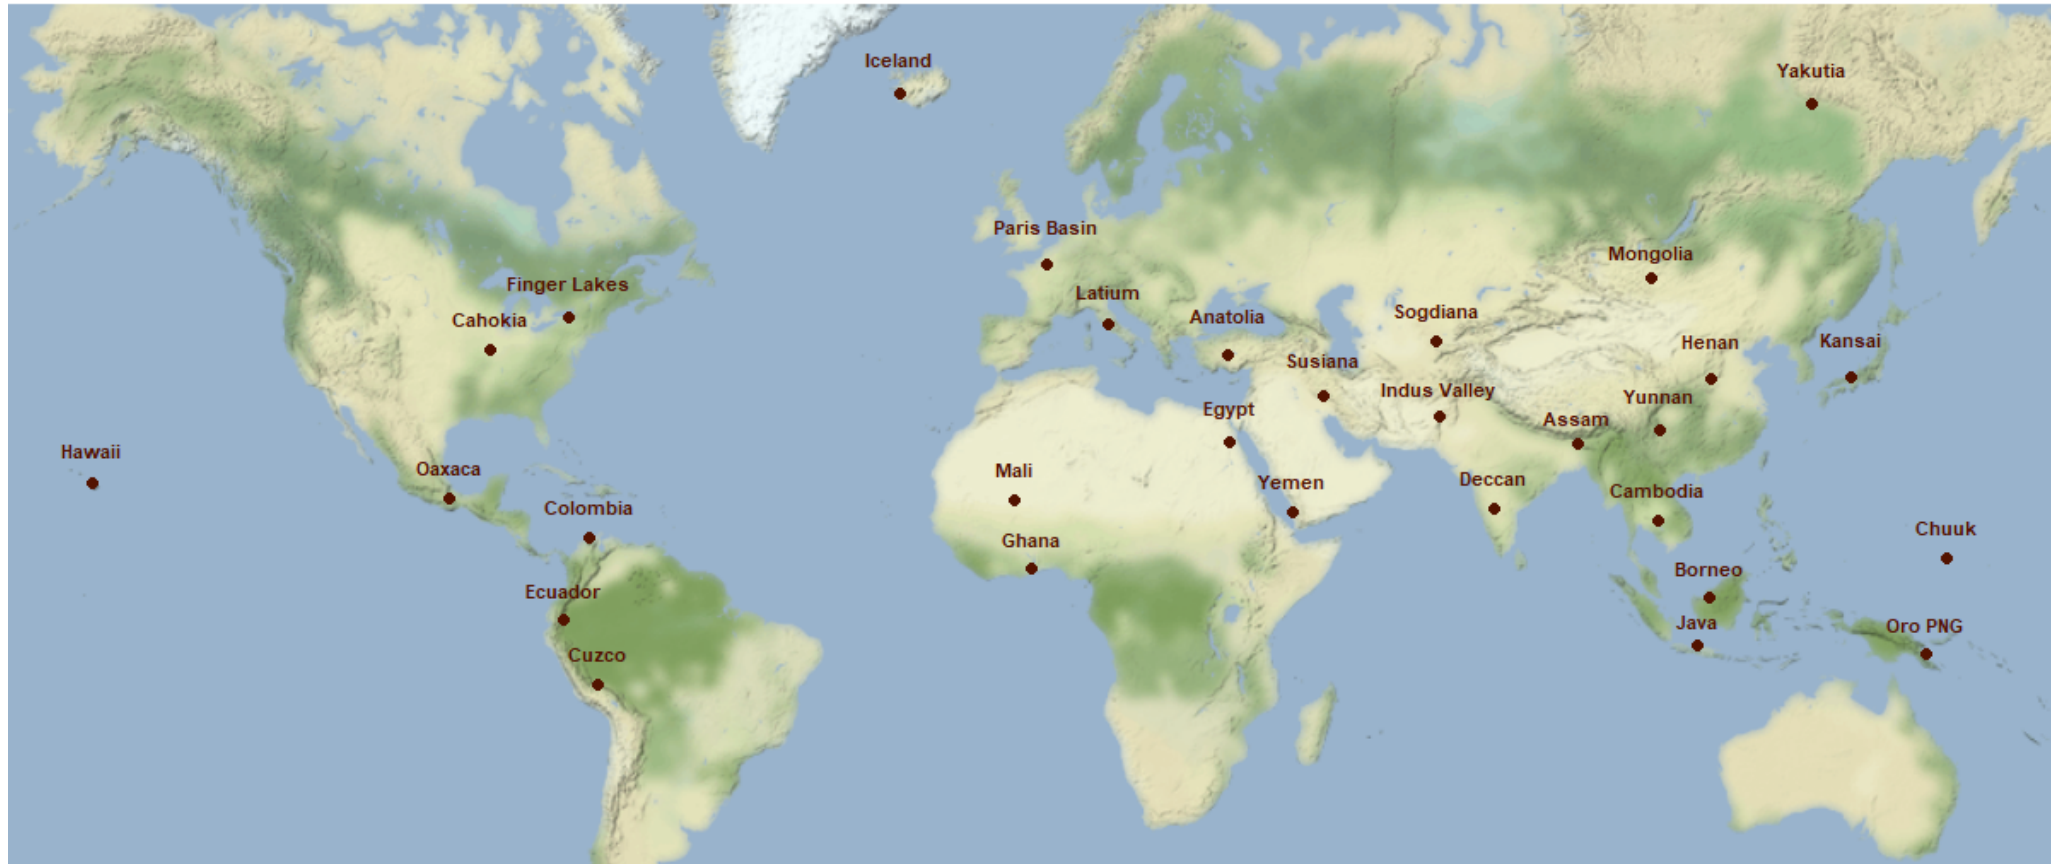 Iceland
Yakutia
Paris Basin
Mongolia
Finger Lakes
Latium
Cahokia
Anatolia
Sogdiana
Henan
Kansai
Susiana
Indus Valley
Yunnan
Egypt
Assam
Hawaii
Oaxaca
Mali
Yemen
Deccan
Cambodia
Colombia
Chuuk
Ghana
Borneo
Ecuador
Java
Oro PNG
Cuzco